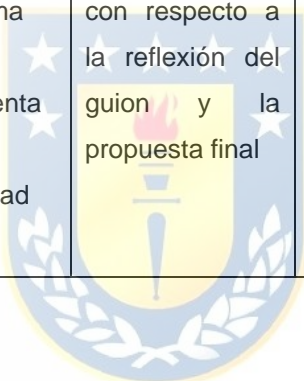 con respecto a
la reflexión del
guion y la
propuesta final